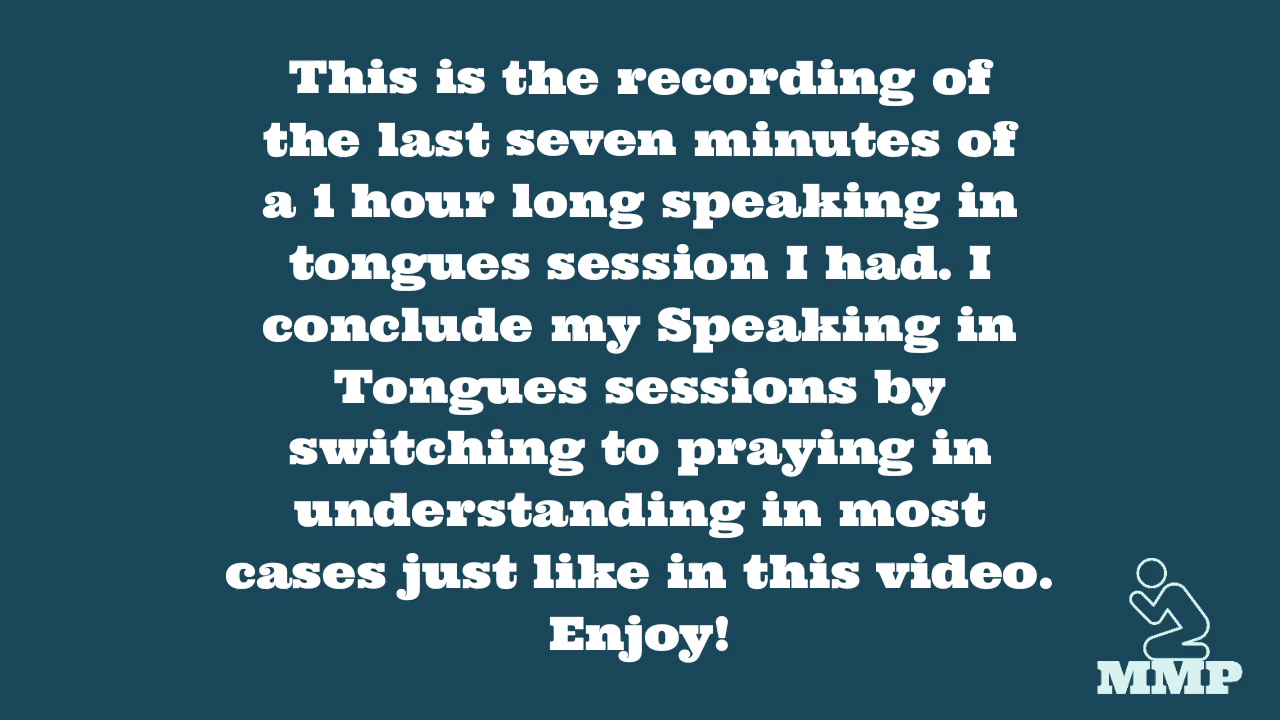 This is the recording of
the last seven minutes of
a 1 hour long speaking in
tongues session I had. I
conclude my Speaking in
Tongues sessions by
switching to praying in
understanding in most
cases just like in this video.
Enjoy!
MMP